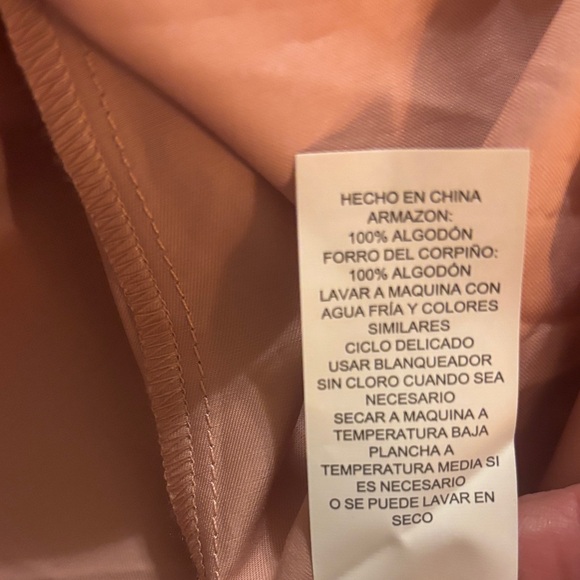 HECHO EN CHINA
ARMAZON:
100% ALGODÓN
FORRO DEL CORPIÑO:
100% ALGODÓN
LAVAR A MAQUINA CON
AGUA FRÍA Y COLORES
SIMILARES
CICLO DELICADO
USAR BLANQUEADOR
SIN CLORO CUANDO SEA
NECESARIO
SECAR A MAQUINA A
TEMPERATURA BAJA
PLANCHA A
TEMPERATURA MEDIA SI
ES NECESARIO
O SE PUEDE LAVAR EN
SECO